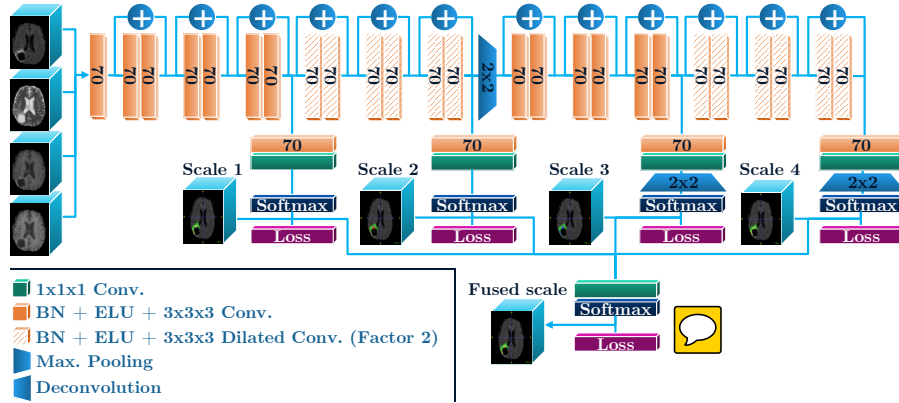 70 70 70 70 70 70 70 70 70 70 70 70 70 2x2 70 70 70 70 70 70 70 70 70 70 70 70
70 70 70 70
Scale 1 Scale 2 Scale 3 Scale 4
2x2 2x2
Softmax Softmax Softmax Softmax
Loss Loss Loss Loss
1x1x1 Conv.
BN + ELU + 3x3x3 Conv.
BN + ELU + 3x3x3 Dilated Conv. (Factor 2)
Max. Pooling
Deconvolution
Fused scale
Softmax
Loss